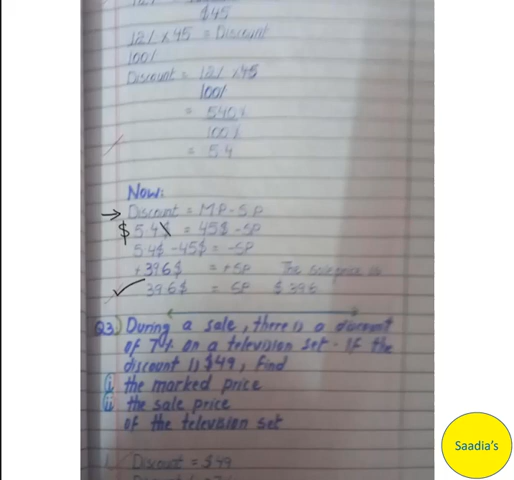 $45
12% x 45 = Discount
100%
Discount = 12% x45
100%
= 540%
100%
= 5.4
Now:
→ Discount = MP - SP
$ 5.4$ = 45$ - SP
5.4$ - 45$ = -SP
+39.6$ = +SP The sale price is
39.6$ = SP $ 39.6
Q3) During a sale, there is a discount
of 7% on a television set. If the
discount is $49, find
i the marked price
ii the sale price
of the television set
i. Discount = $49
Saadia's